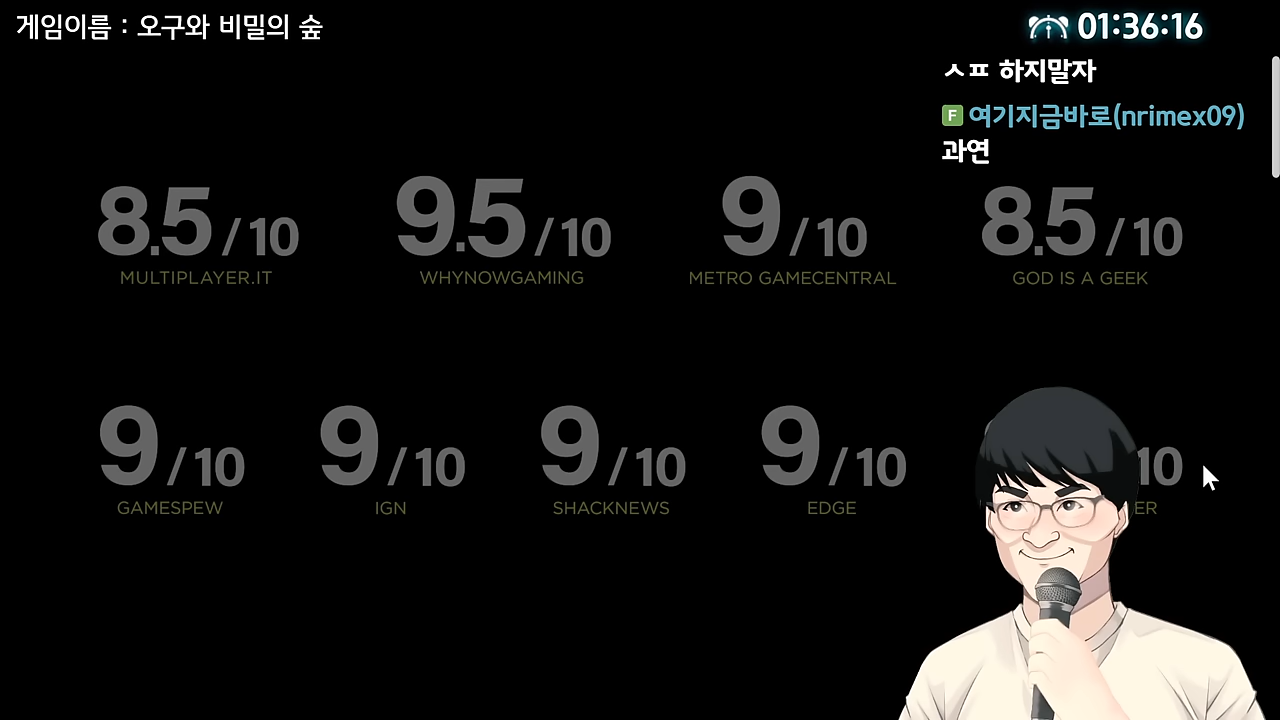 게임이름 : 오구와 비밀의 숲
01:36:16
ㅅㅍ 하지말자
F 여기지금바로(nrimex09)
과연
8.5/10 9.5/10 9/10 8.5/10
MULTIPLAYER.IT WHYNOWGAMING METRO GAMECENTRAL GOD IS A GEEK
9/10 9/10 9/10 9/10 10
GAMESPEW IGN SHACKNEWS EDGE ER